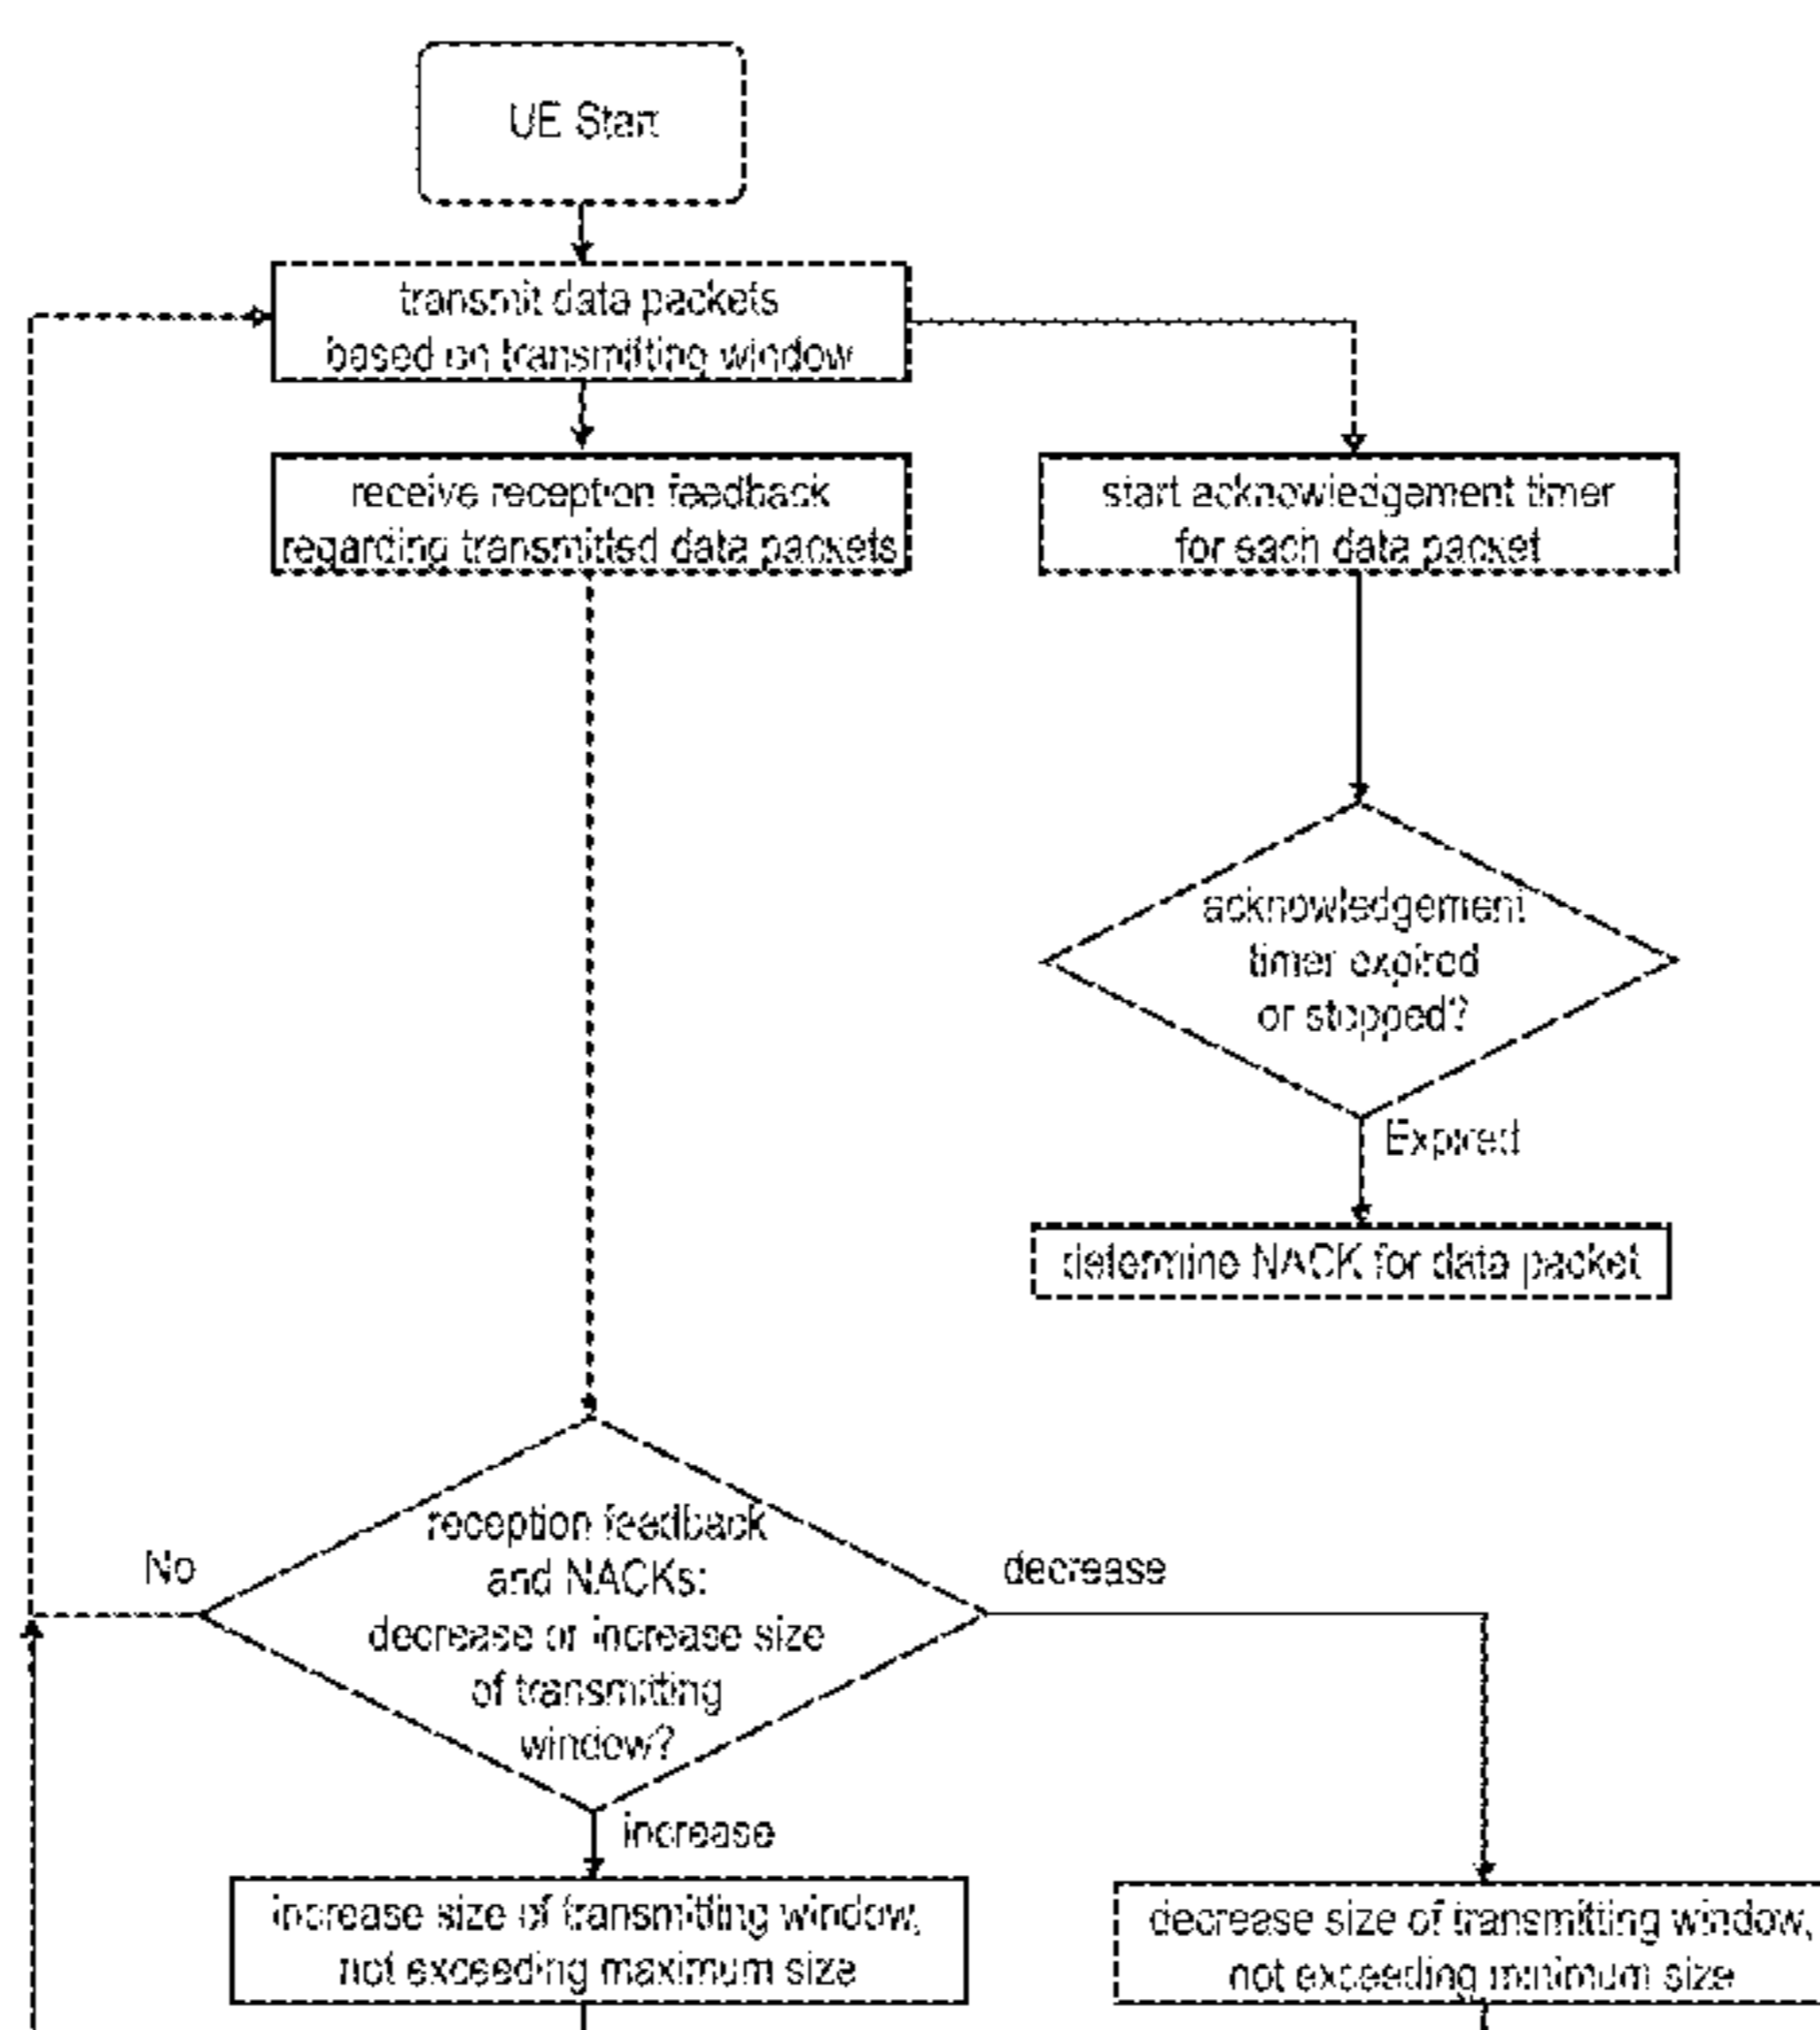 UE Start
transmit data packets
based on transmitting window
receive reception feedback
regarding transmitted data packets
start acknowledgement timer
for each data packet
acknowledgement
timer expired
or stopped?
Expired
determine NACK for data packet
reception feedback
and NACKs:
decrease or increase size
of transmitting
window?
No
decrease
increase
increase size of transmitting window,
not exceeding maximum size
decrease size of transmitting window,
not exceeding minimum size